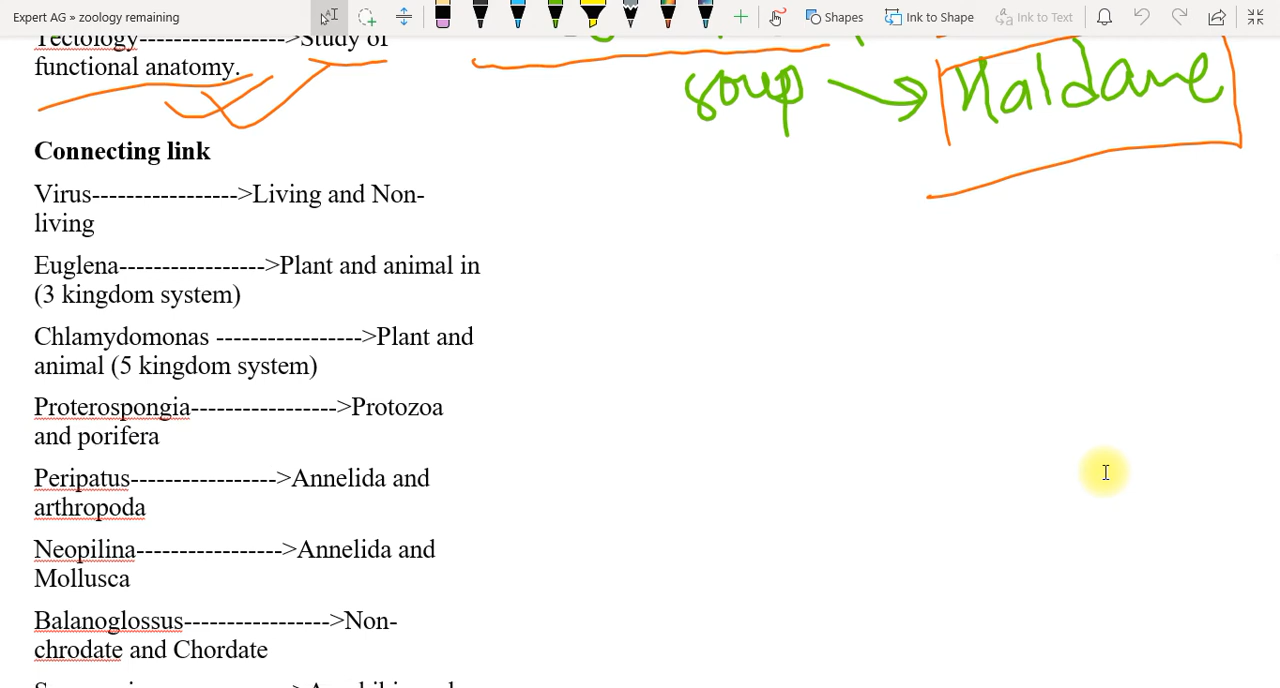 Expert AG » zoology remaining
Shapes
Ink to Shape
Ink to Text
Tectology----------------->Study of
functional anatomy.
soup → Haldane
Connecting link
Virus----------------->Living and Non-
living
Euglena----------------->Plant and animal in
(3 kingdom system)
Chlamydomonas ----------------->Plant and
animal (5 kingdom system)
Proterospongia----------------->Protozoa
and porifera
Peripatus----------------->Annelida and
arthropoda
Neopilina----------------->Annelida and
Mollusca
Balanoglossus----------------->Non-
chrodate and Chordate